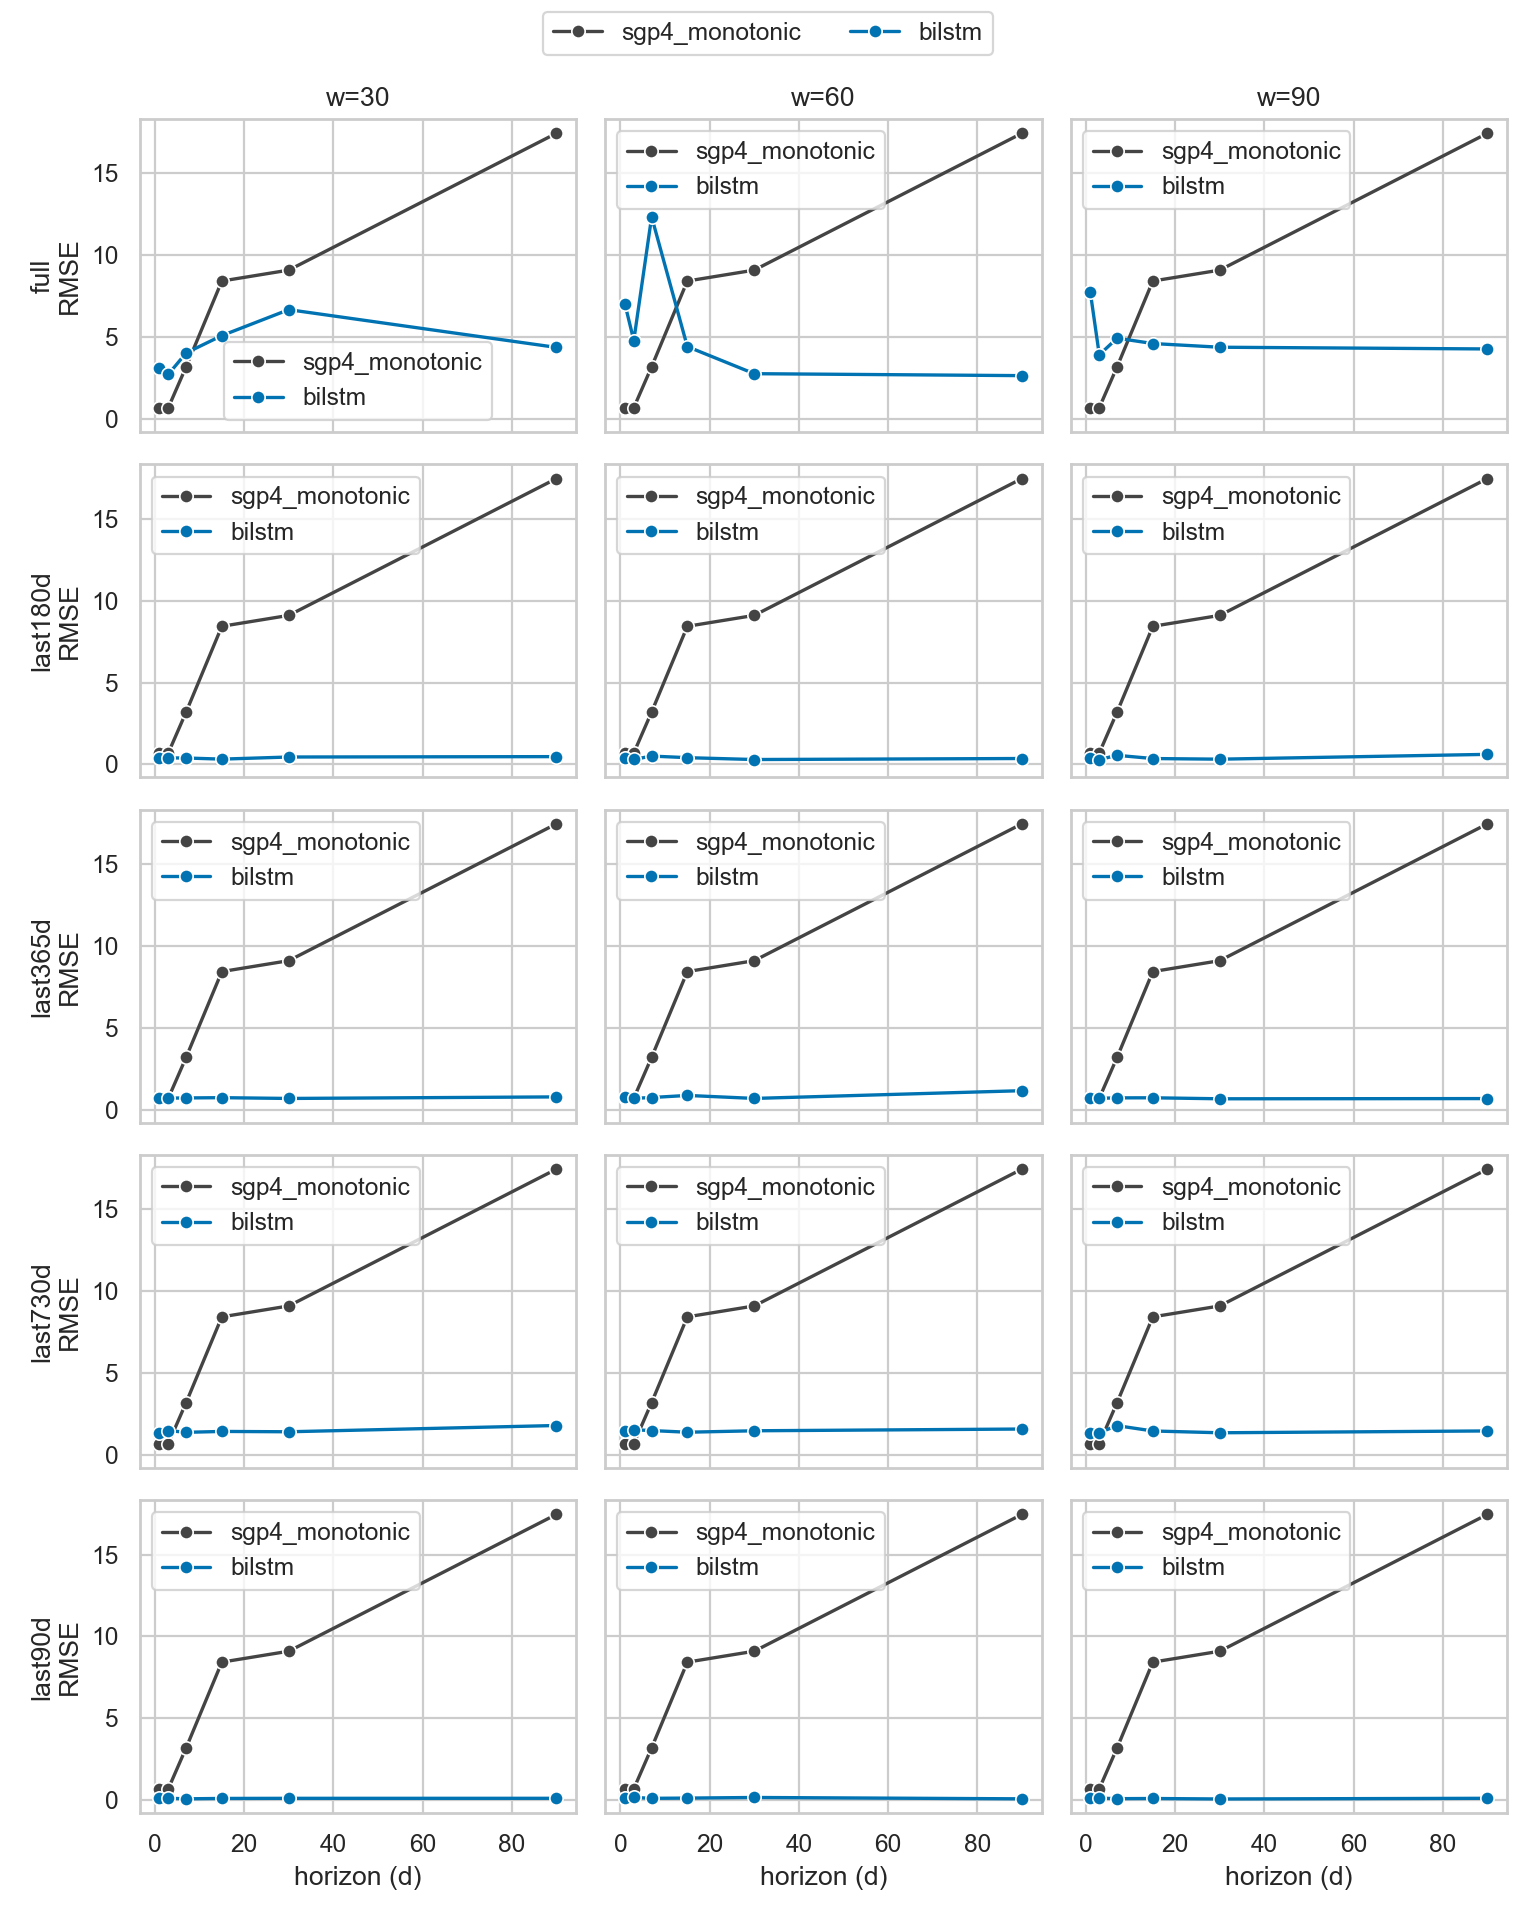 sgp4_monotonic bilstm
w=30 w=60 w=90
full
RMSE
15
10
5
0
sgp4_monotonic
bilstm
sgp4_monotonic
bilstm
sgp4_monotonic
bilstm
last180d
RMSE
15
10
5
0
sgp4_monotonic
bilstm
sgp4_monotonic
bilstm
sgp4_monotonic
bilstm
last365d
RMSE
15
10
5
0
sgp4_monotonic
bilstm
sgp4_monotonic
bilstm
sgp4_monotonic
bilstm
last730d
RMSE
15
10
5
0
sgp4_monotonic
bilstm
sgp4_monotonic
bilstm
sgp4_monotonic
bilstm
last90d
RMSE
15
10
5
0
sgp4_monotonic
bilstm
sgp4_monotonic
bilstm
sgp4_monotonic
bilstm
0 20 40 60 80
horizon (d)
0 20 40 60 80
horizon (d)
0 20 40 60 80
horizon (d)